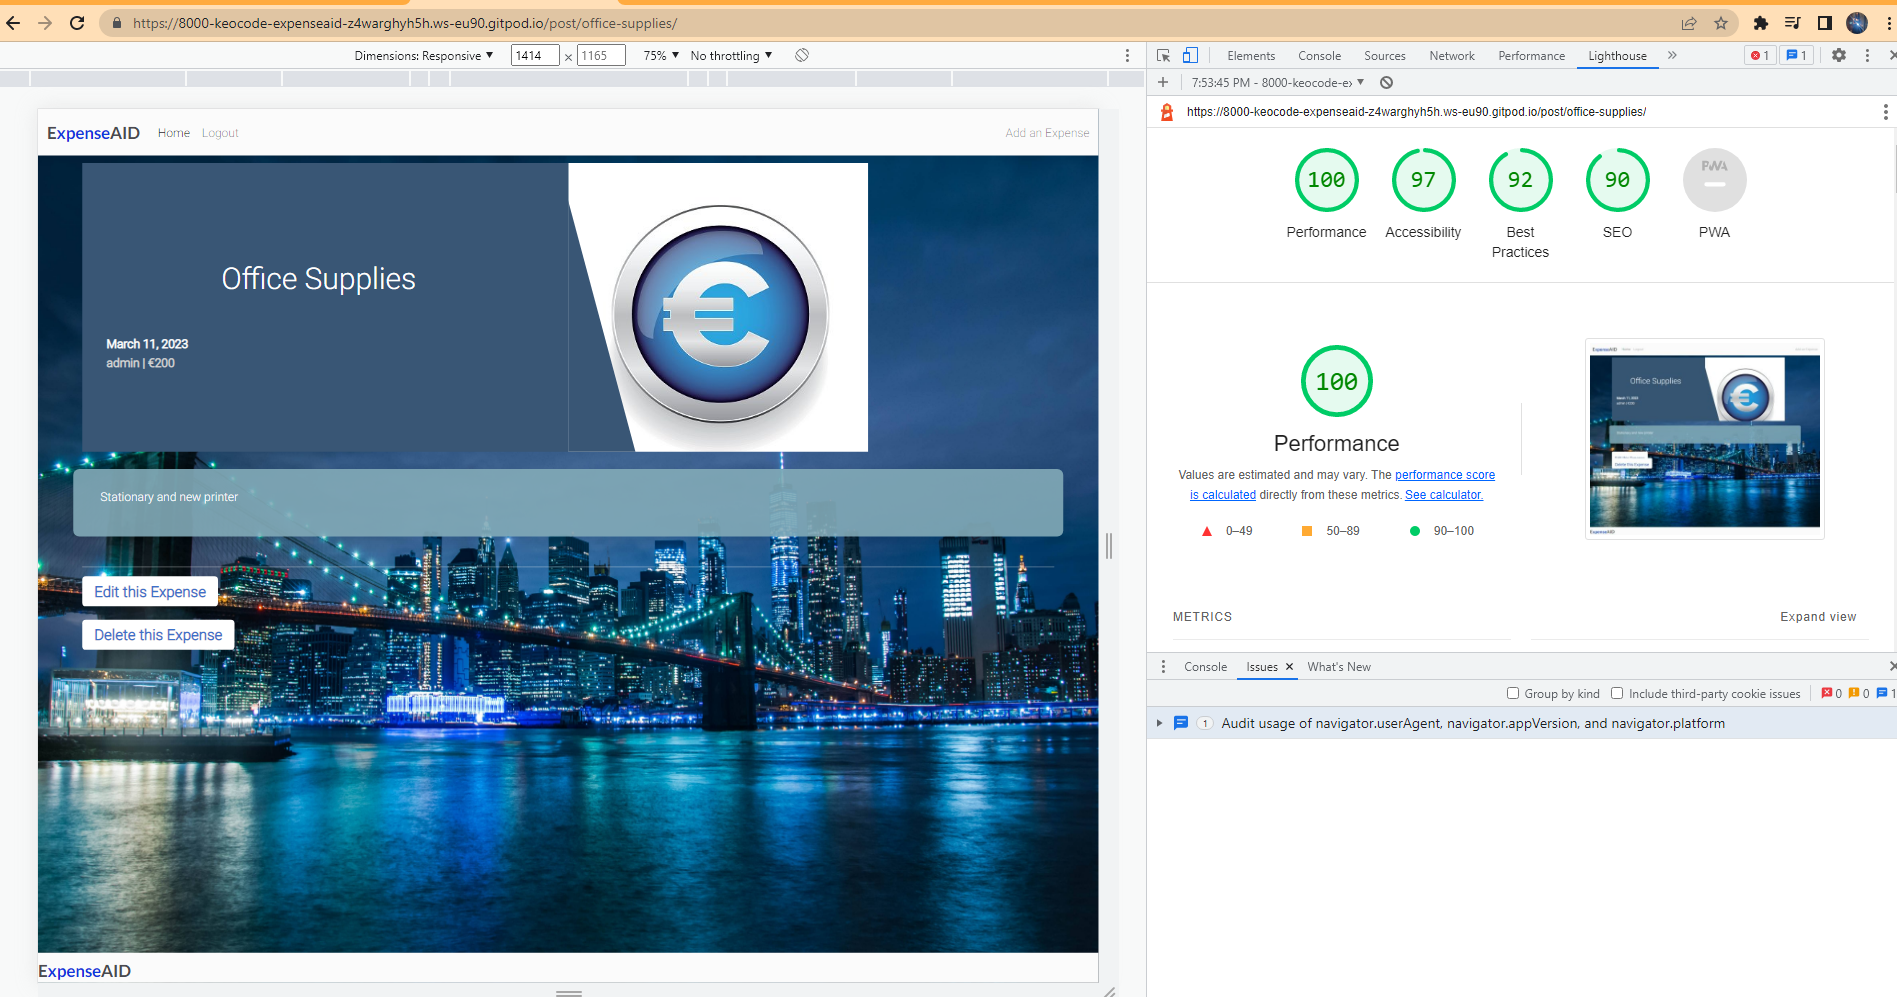 https://8000-keocode-expenseaid-z4warghyh5h.ws-eu90.gitpod.io/post/office-supplies/
Dimensions: Responsive 1414 × 1165 75% No throttling
Elements Console Sources Network Performance Lighthouse 1 1
7:53:45 PM - 8000-keocode-e
https://8000-keocode-expenseaid-z4warghyh5h.ws-eu90.gitpod.io/post/office-supplies/
ExpenseAID Home Logout Add an Expense
Office Supplies
March 11, 2023
admin | €200
Stationary and new printer
Edit this Expense
Delete this Expense
ExpenseAID
100 97 92 90 PWA
Performance Accessibility Best Practices SEO PWA
100
Performance
Values are estimated and may vary. The performance score
is calculated directly from these metrics. See calculator.
0–49 50–89 90–100
METRICS Expand view
Console Issues What's New
Group by kind Include third-party cookie issues 0 0 1
1 Audit usage of navigator.userAgent, navigator.appVersion, and navigator.platform